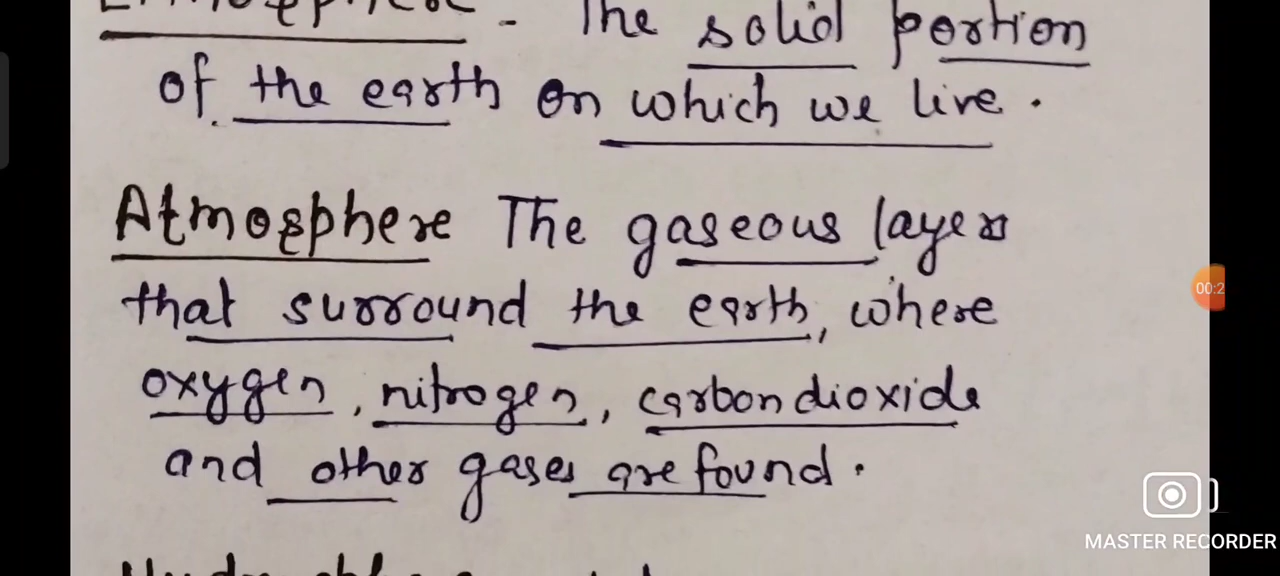 - The solid portion
of the earth on which we live.
Atmosphere The gaseous layers
that surround the earth, where
oxygen, nitrogen, carbondioxide
and other gases are found.
00:2
MASTER RECORDER